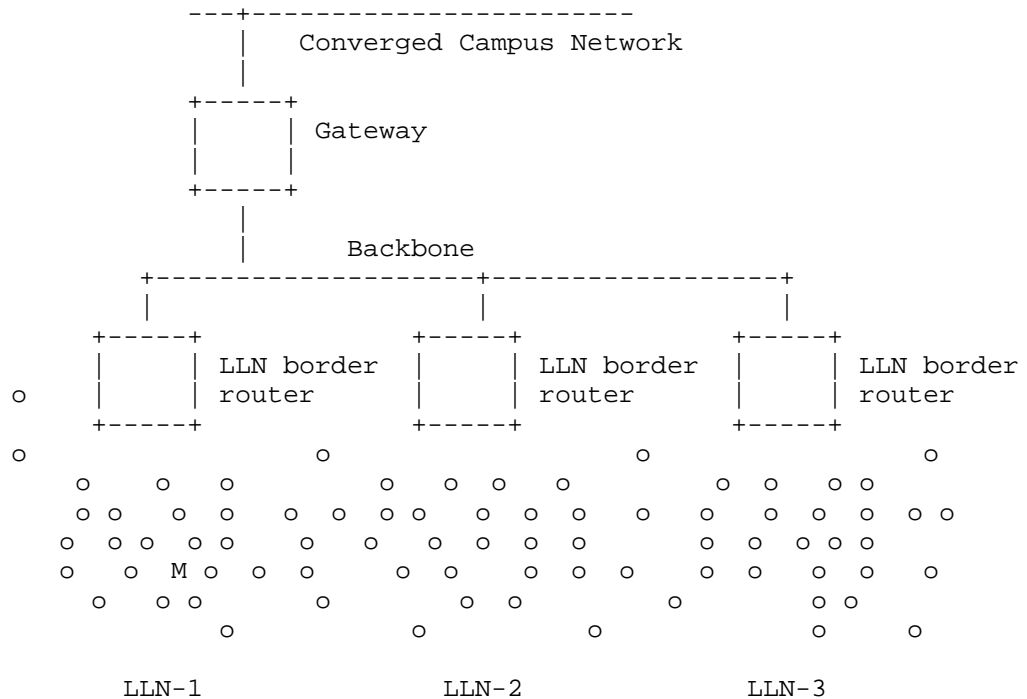 Converged Campus Network
Gateway
Backbone
LLN border LLN border LLN border
router router router
M
LLN-1 LLN-2 LLN-3